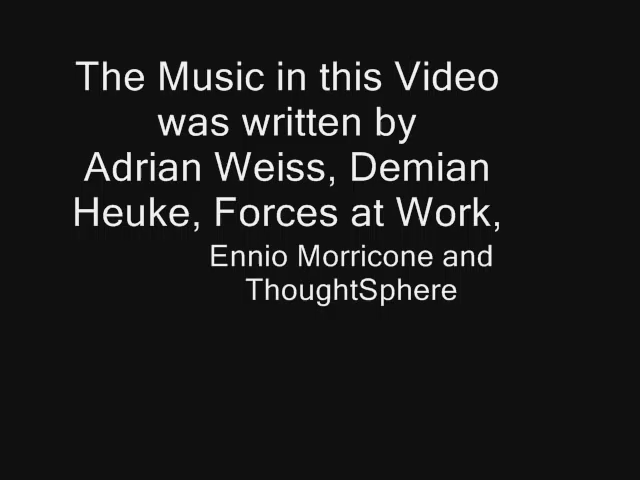 The Music in this Video
was written by
Adrian Weiss, Demian
Heuke, Forces at Work,
Ennio Morricone and
ThoughtSphere